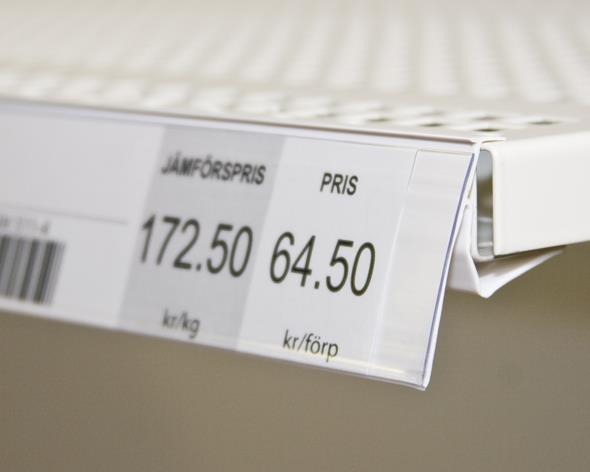 JÄMFÖRSPRIS
172.50
kr/kg
PRIS
64.50
kr/förp